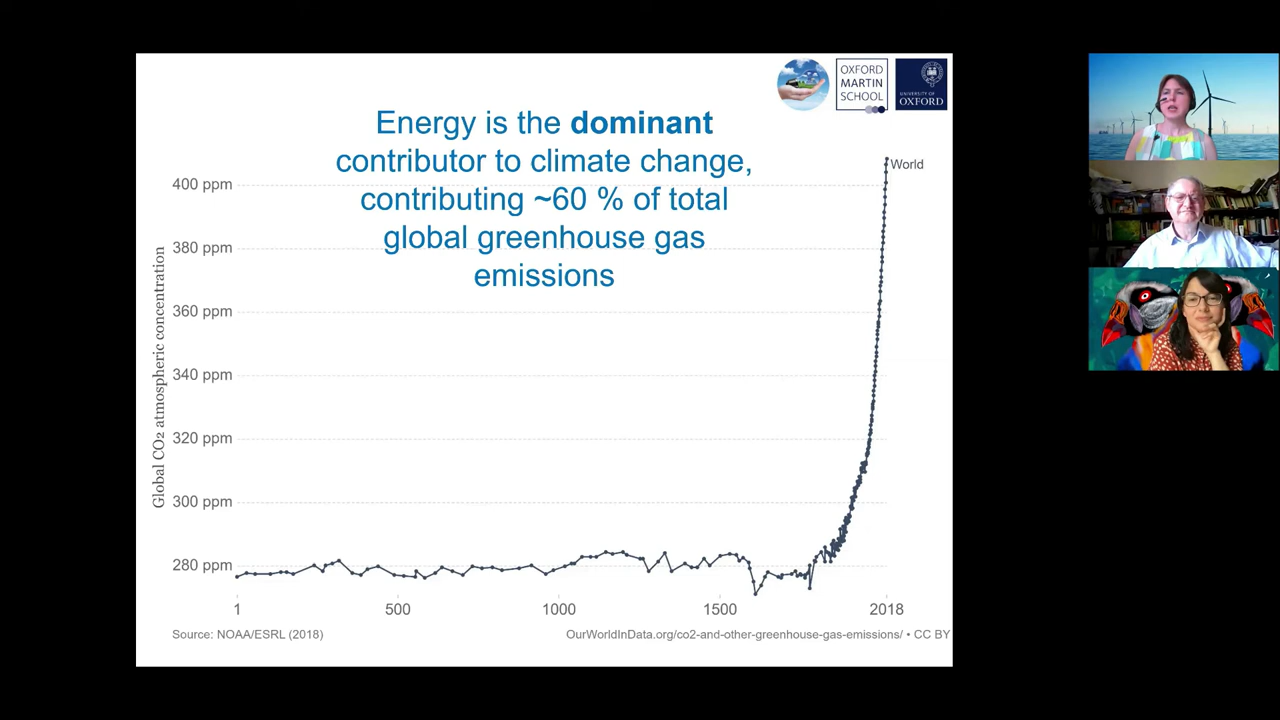 OXFORD
MARTIN
SCHOOL
UNIVERSITY OF
OXFORD
Energy is the dominant
contributor to climate change,
contributing ~60 % of total
global greenhouse gas
emissions
World
Global CO₂ atmospheric concentration
400 ppm
380 ppm
360 ppm
340 ppm
320 ppm
300 ppm
280 ppm
1 500 1000 1500 2018
Source: NOAA/ESRL (2018) OurWorldInData.org/co2-and-other-greenhouse-gas-emissions/ • CC BY